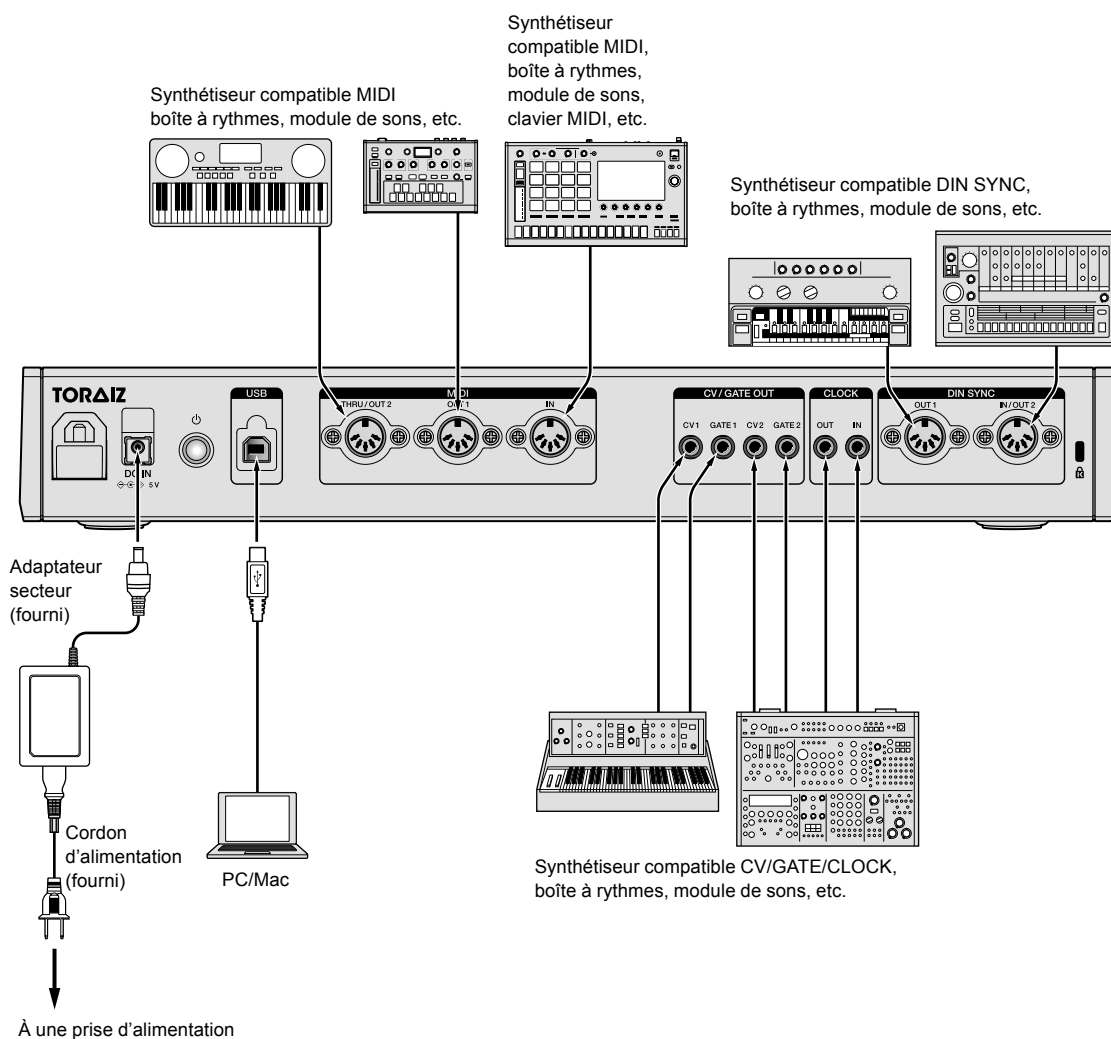 Synthétiseur
compatible MIDI,
boîte à rythmes,
module de sons,
clavier MIDI, etc.
Synthétiseur compatible MIDI
boîte à rythmes, module de sons, etc.
Synthétiseur compatible DIN SYNC,
boîte à rythmes, module de sons, etc.
TORAIZ
USB
MIDI
CV/GATE OUT
CLOCK
DIN SYNC
THRU/OUT 2
OUT 1
IN
CV1
GATE 1
CV2
GATE 2
OUT
IN
OUT 1
IN/OUT 2
DC IN
5 V
Adaptateur
secteur
(fourni)
Cordon
d’alimentation
(fourni)
PC/Mac
Synthétiseur compatible CV/GATE/CLOCK,
boîte à rythmes, module de sons, etc.
À une prise d’alimentation